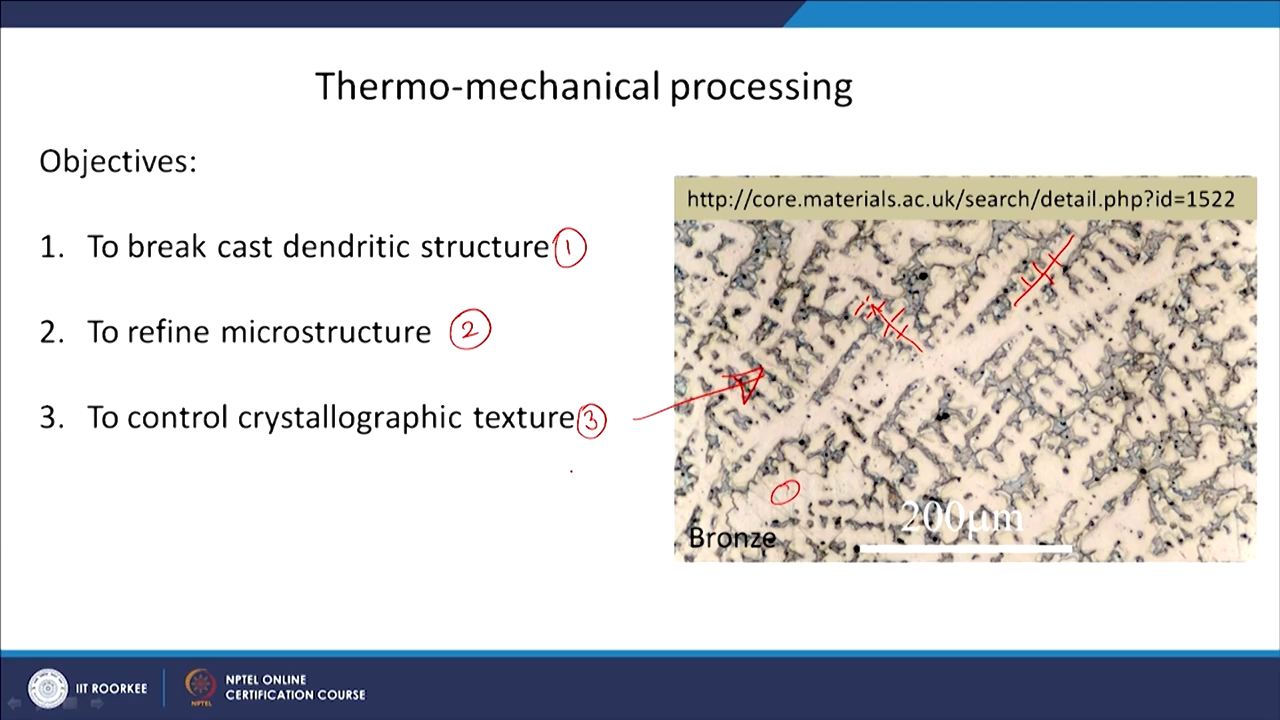 Thermo-mechanical processing
Objectives:
1. To break cast dendritic structure 1
2. To refine microstructure 2
3. To control crystallographic texture 3
http://core.materials.ac.uk/search/detail.php?id=1522
200μm
Bronze
IIT ROORKEE
NPTEL
NPTEL ONLINE
CERTIFICATION COURSE